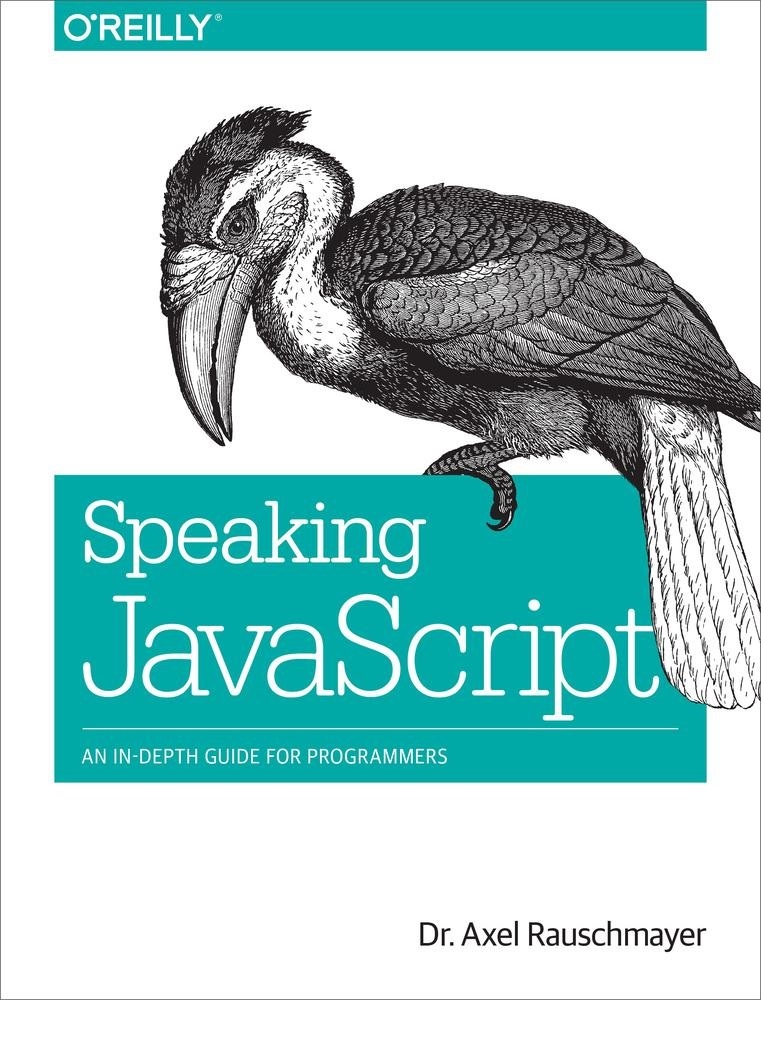 O'REILLY®
Speaking
JavaScript
AN IN-DEPTH GUIDE FOR PROGRAMMERS
Dr. Axel Rauschmayer